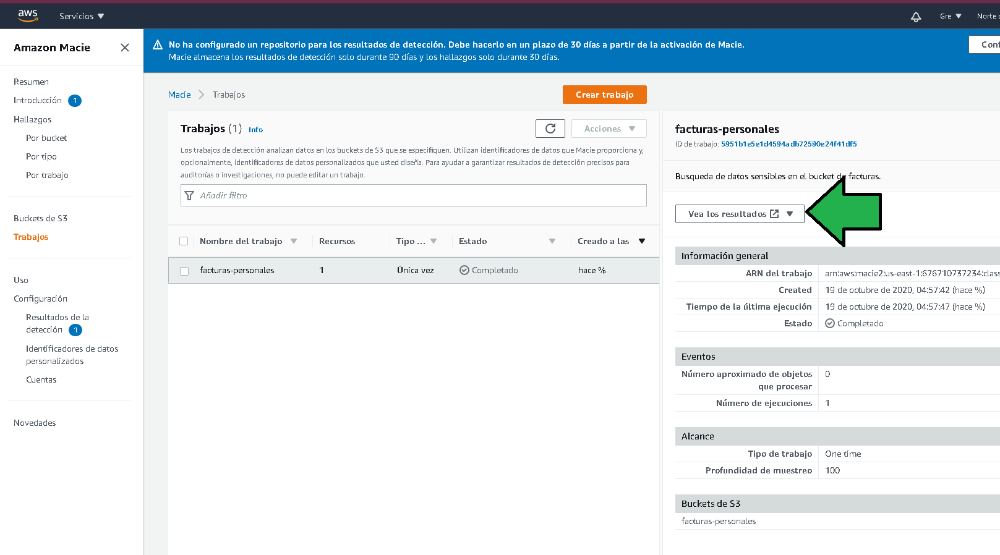 aws
Servicios
Gre
Norte
Amazon Macie
Resumen
Introducción 1
Hallazgos
Por bucket
Por tipo
Por trabajo
Buckets de S3
Trabajos
Uso
Configuración
Resultados de la
detección 1
Identificadores de datos
personalizados
Cuentas
Novedades
No ha configurado un repositorio para los resultados de detección. Debe hacerlo en un plazo de 30 días a partir de la activación de Macie.
Macie almacena los resultados de detección solo durante 90 días y los hallazgos solo durante 30 días.
Conf
Macie Trabajos
Crear trabajo
Trabajos (1) Info
Acciones
Los trabajos de detección analizan datos en los buckets de S3 que se especifiquen. Utilizan identificadores de datos que Macie proporciona y,
opcionalmente, identificadores de datos personalizados que usted diseña. Para ayudar a garantizar resultados de detección precisos para
auditorías o investigaciones, no puede editar un trabajo.
Añadir filtro
Nombre del trabajo Recursos Tipo ... Estado Creado a las
facturas-personales 1 Única vez Completado hace %
facturas-personales
ID de trabajo: 5951b1e5e1d4594adb72590e24f41df5
Busqueda de datos sensibles en el bucket de facturas.
Vea los resultados
Información general
ARN del trabajo arn:aws:macie2:us-east-1:676710737234:class
Created 19 de octubre de 2020, 04:57:42 (hace %)
Tiempo de la última ejecución 19 de octubre de 2020, 04:57:47 (hace %)
Estado Completado
Eventos
Número aproximado de objetos 0
que procesar
Número de ejecuciones 1
Alcance
Tipo de trabajo One time
Profundidad de muestreo 100
Buckets de S3
facturas-personales